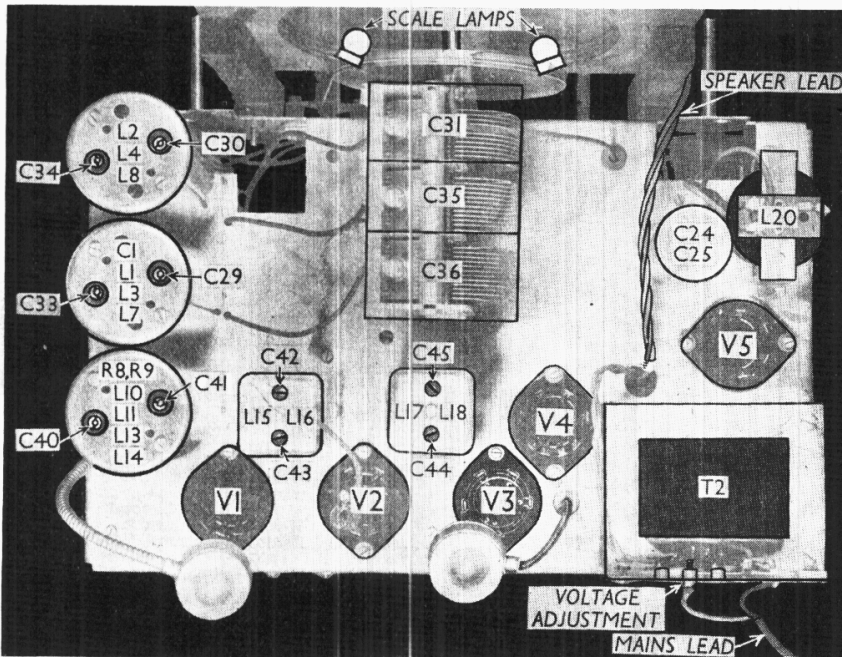 SCALE LAMPS
SPEAKER LEAD
L2
L4
L8
C30
C34
C31
C35
C36
L20
C24
C25
C1
L1
L3
L7
C29
C33
V5
R8,R9
L10
L11
L13
L14
C41
C40
C42
L15 L16
C43
C45
L17 L18
C44
V4
V1
V2
V3
T2
VOLTAGE
ADJUSTMENT
MAINS LEAD